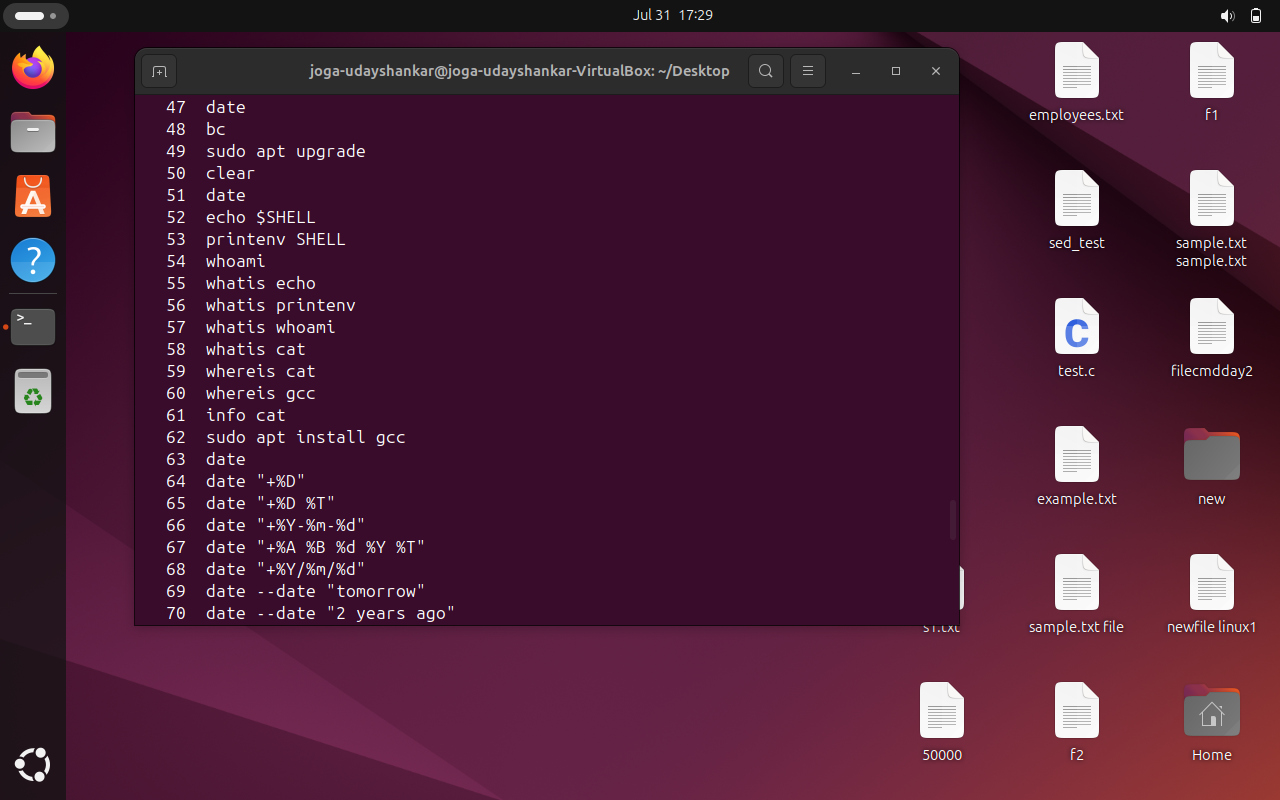 Jul 31 17:29
joga-udayshankar@joga-udayshankar-VirtualBox: ~/Desktop
47 date
48 bc
49 sudo apt upgrade
50 clear
51 date
52 echo $SHELL
53 printenv SHELL
54 whoami
55 whatis echo
56 whatis printenv
57 whatis whoami
58 whatis cat
59 whereis cat
60 whereis gcc
61 info cat
62 sudo apt install gcc
63 date
64 date "+%D"
65 date "+%D %T"
66 date "+%Y-%m-%d"
67 date "+%A %B %d %Y %T"
68 date "+%Y/%m/%d"
69 date --date "tomorrow"
70 date --date "2 years ago"
employees.txt
f1
sed_test
sample.txt
sample.txt
test.c
filecmdday2
example.txt
new
s1.txt
sample.txt file
newfile linux1
50000
f2
Home